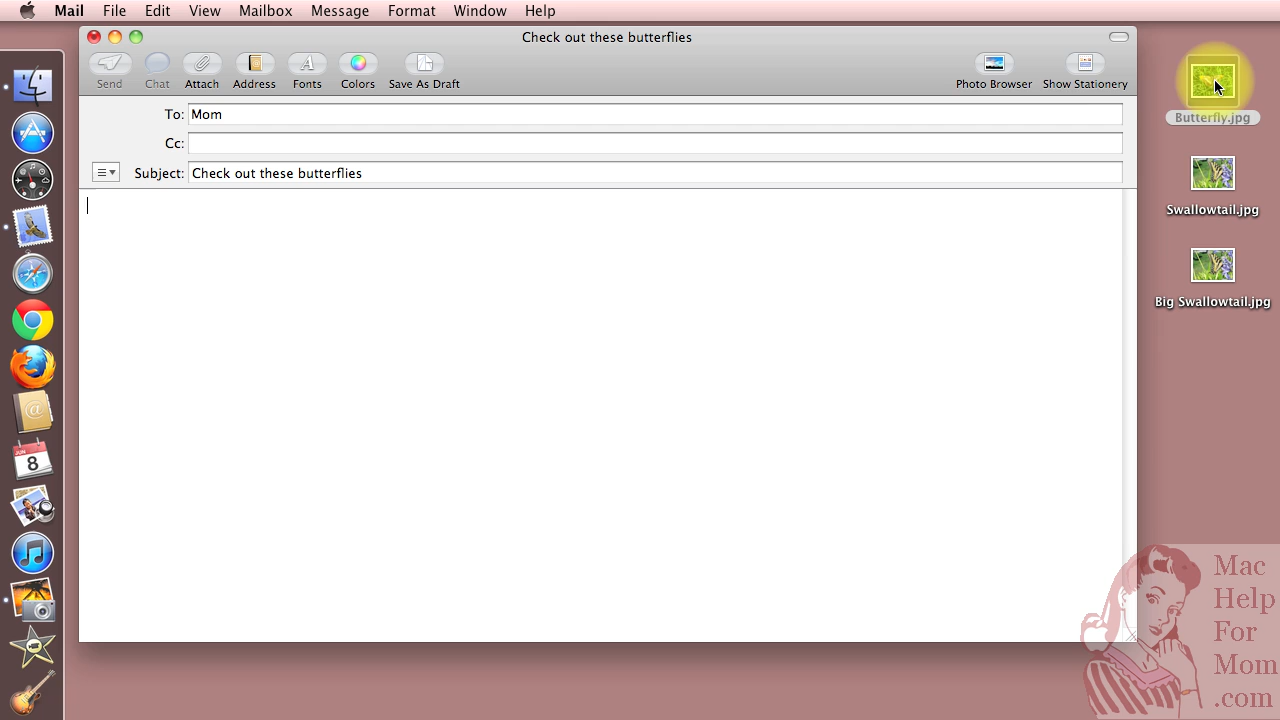 Mail File Edit View Mailbox Message Format Window Help
Check out these butterflies
Send Chat Attach Address Fonts Colors Save As Draft Photo Browser Show Stationery
To: Mom
Cc:
Subject: Check out these butterflies
Butterfly.jpg
Swallowtail.jpg
Big Swallowtail.jpg
JUN
8
Mac
Help
For
Mom
.com